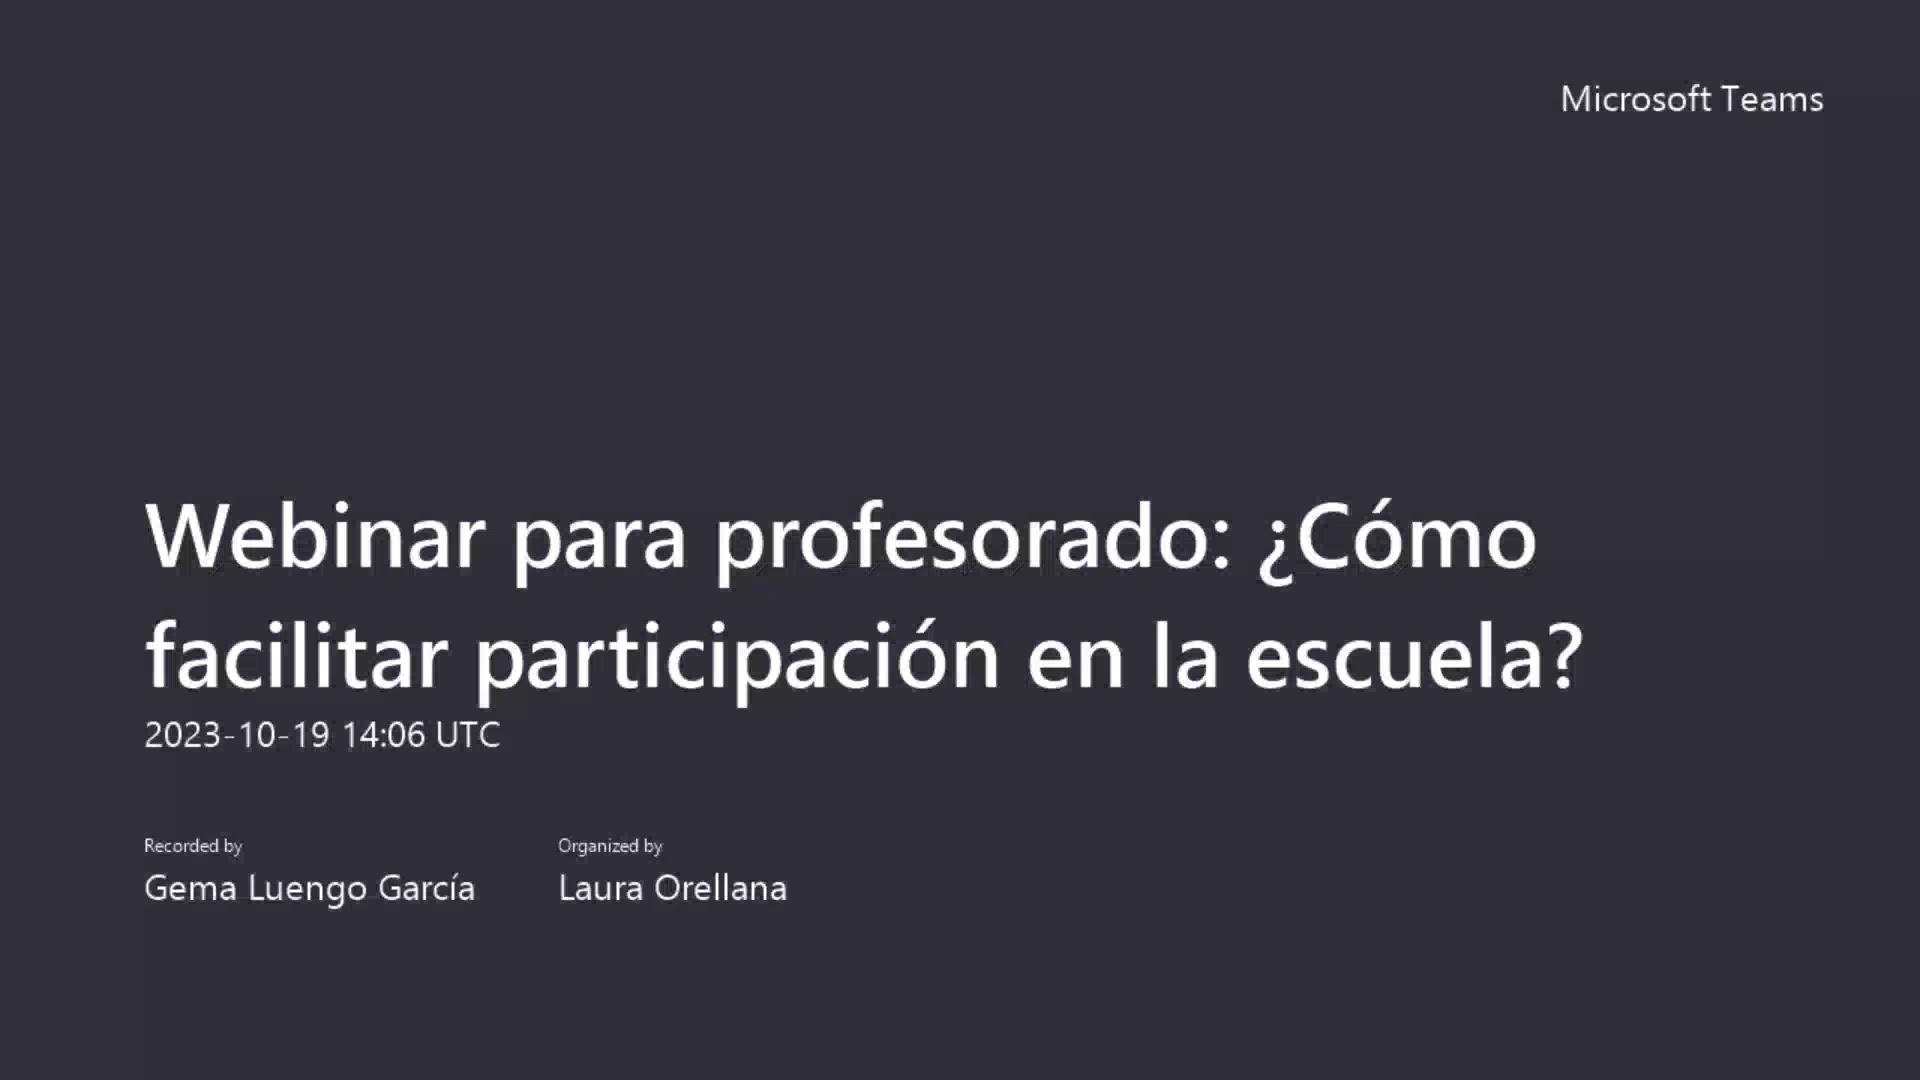 Microsoft Teams
Webinar para profesorado: ¿Cómo
facilitar participación en la escuela?
2023-10-19 14:06 UTC
Recorded by
Gema Luengo García
Organized by
Laura Orellana